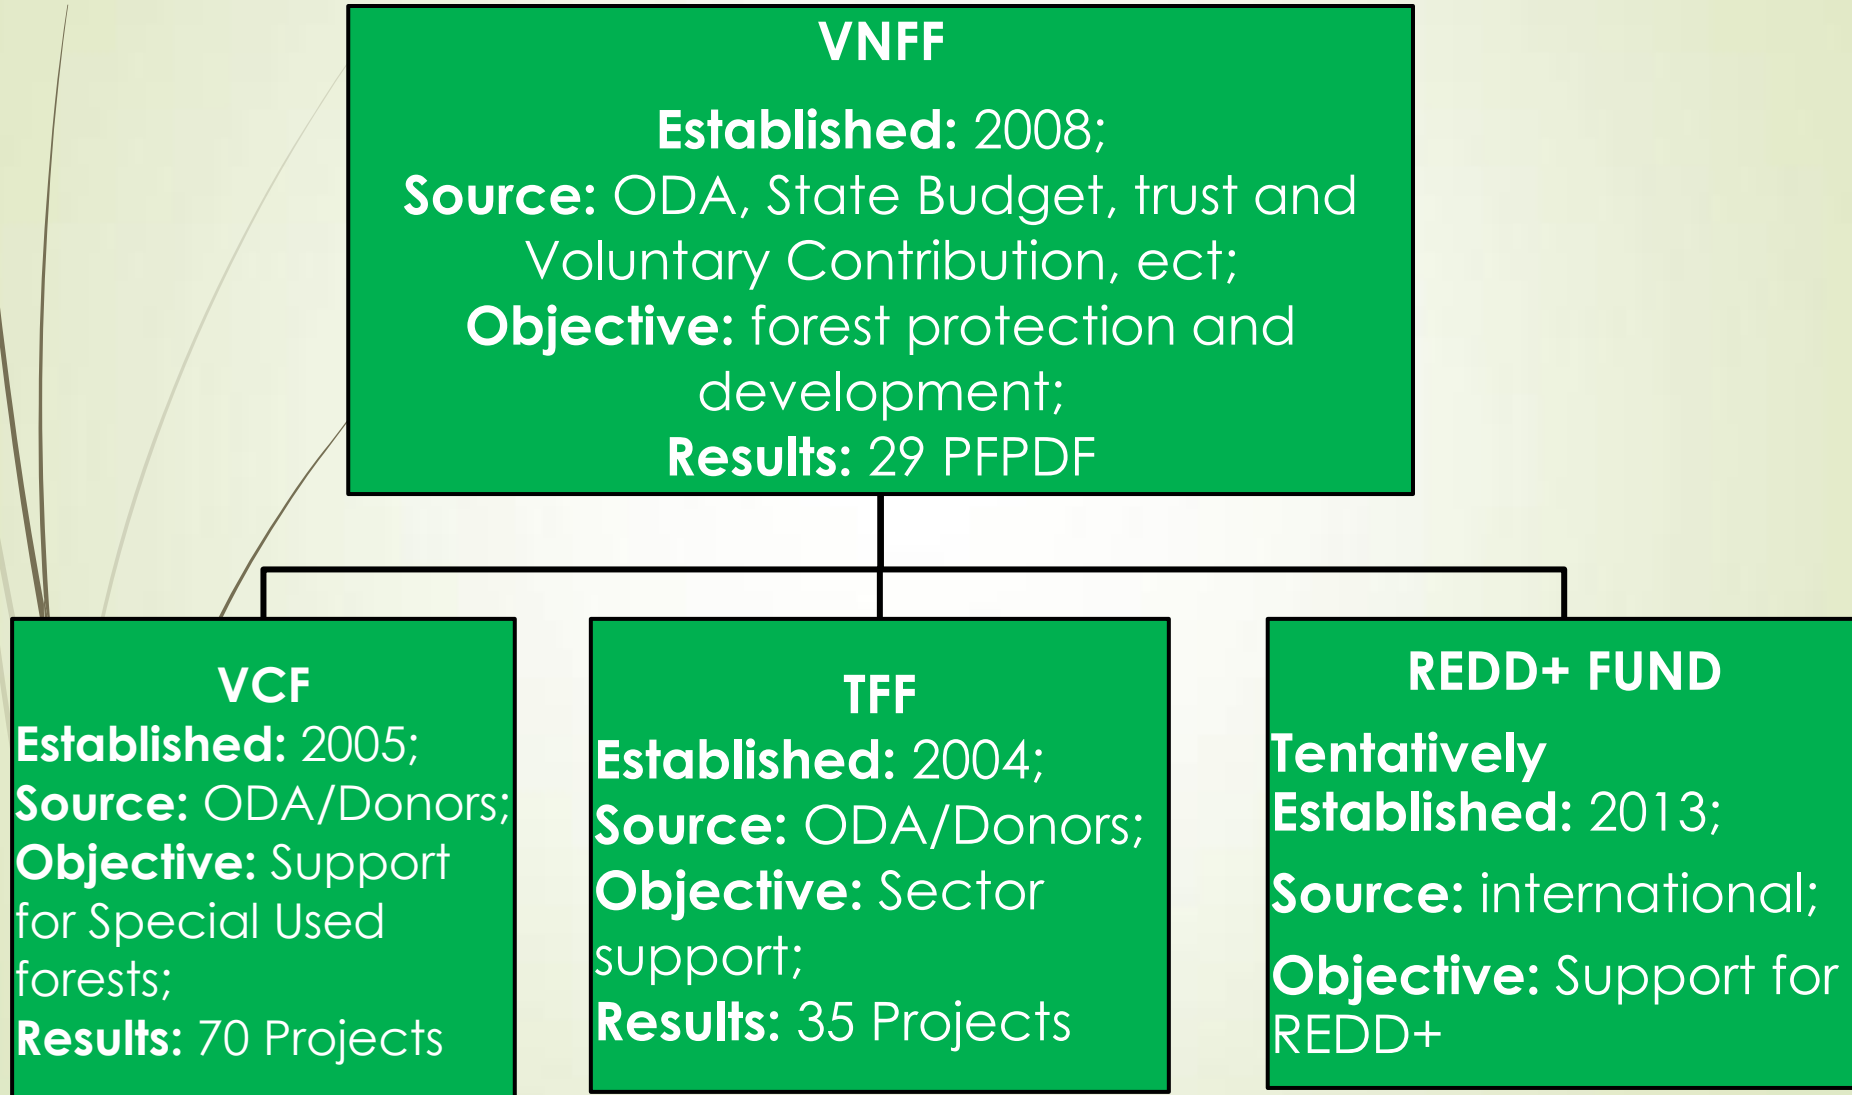 VNFF
Established: 2008;
Source: ODA, State Budget, trust and
Voluntary Contribution, ect;
Objective: forest protection and
development;
Results: 29 PFPDF
VCF
Established: 2005;
Source: ODA/Donors;
Objective: Support
for Special Used
forests;
Results: 70 Projects
TFF
Established: 2004;
Source: ODA/Donors;
Objective: Sector
support;
Results: 35 Projects
REDD+ FUND
Tentatively
Established: 2013;
Source: international;
Objective: Support for
REDD+